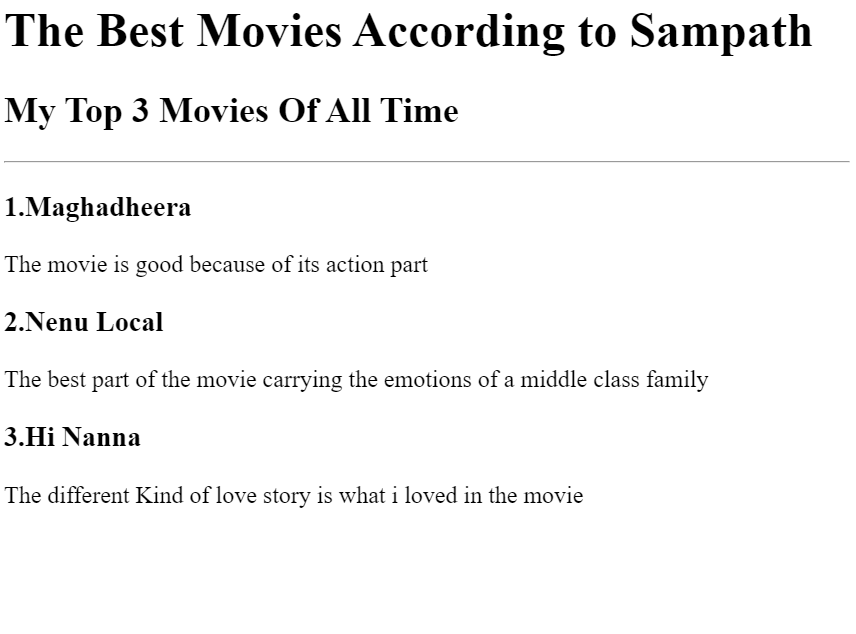 The Best Movies According to Sampath
My Top 3 Movies Of All Time
1.Maghadheera
The movie is good because of its action part
2.Nenu Local
The best part of the movie carrying the emotions of a middle class family
3.Hi Nanna
The different Kind of love story is what i loved in the movie